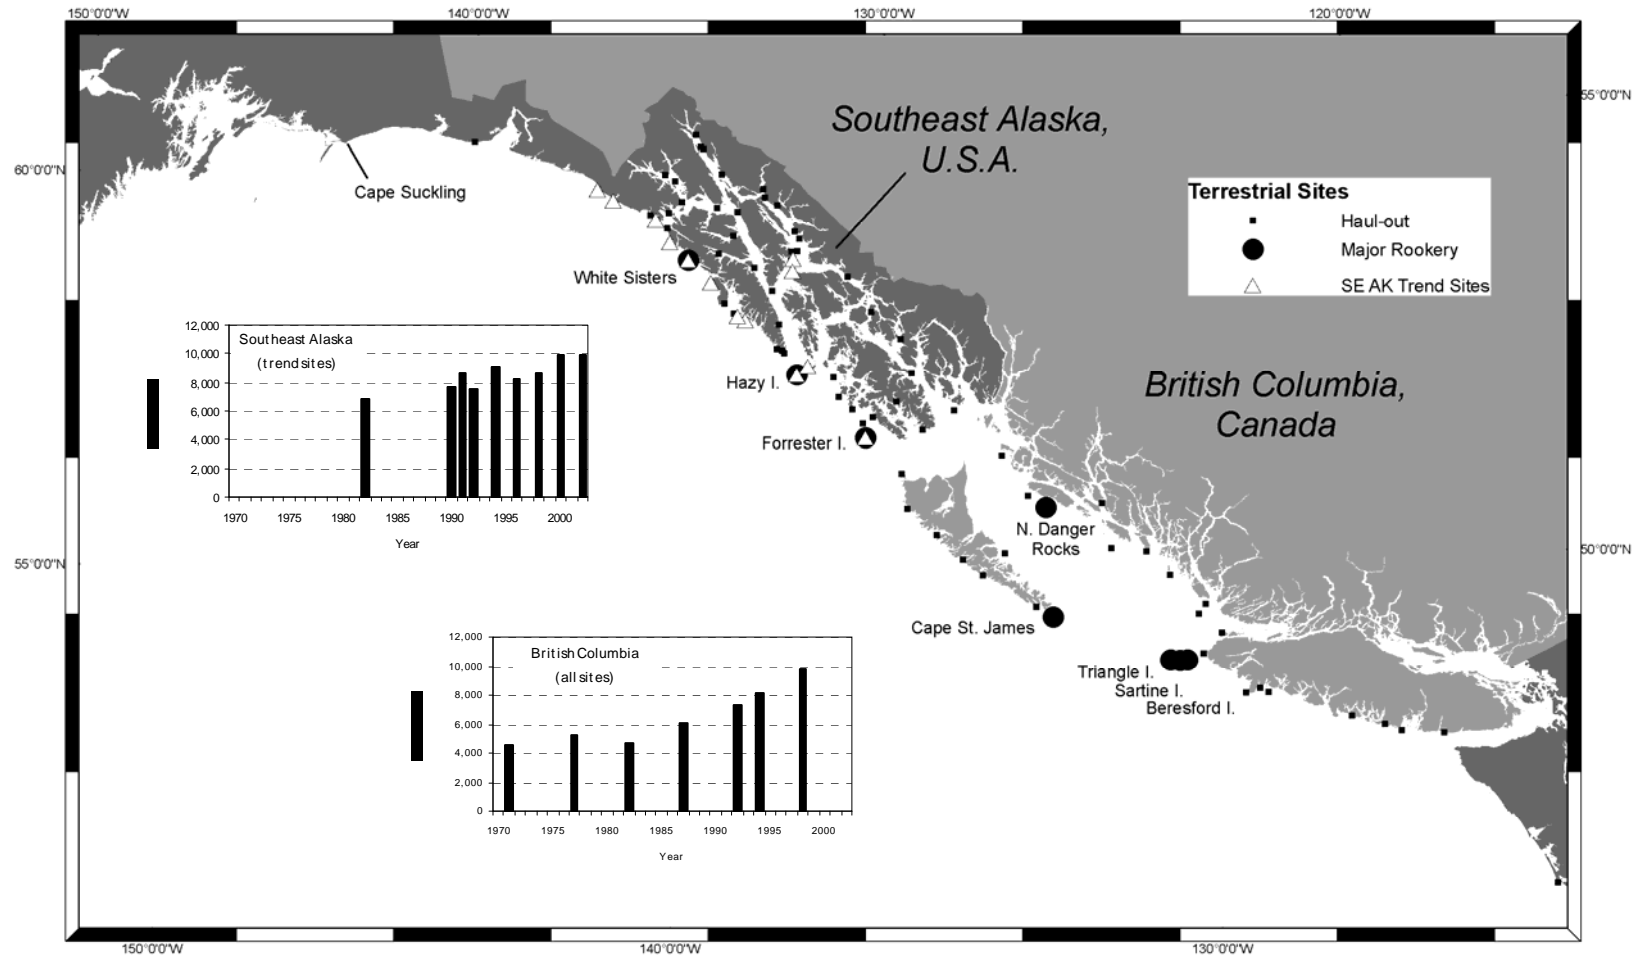 150°0'0"W
140°0'0"W
130°0'0"W
120°0'0"W
55°0'0"N
60°0'0"N
Southeast Alaska,
U.S.A.
Cape Suckling
Terrestrial Sites
Haul-out
Major Rookery
SE AK Trend Sites
White Sisters
Hazy I.
Forrester I.
British Columbia,
Canada
12,000
10,000
8,000
6,000
4,000
2,000
0
Southeast Alaska
(trend sites)
1970
1975
1980
1985
1990
1995
2000
Year
N. Danger
Rocks
50°0'0"N
55°0'0"N
Cape St. James
Triangle I.
Sartine I.
Beresford I.
12,000
10,000
8,000
6,000
4,000
2,000
0
British Columbia
(all sites)
1970
1975
1980
1985
1990
1995
2000
Year
150°0'0"W
140°0'0"W
130°0'0"W